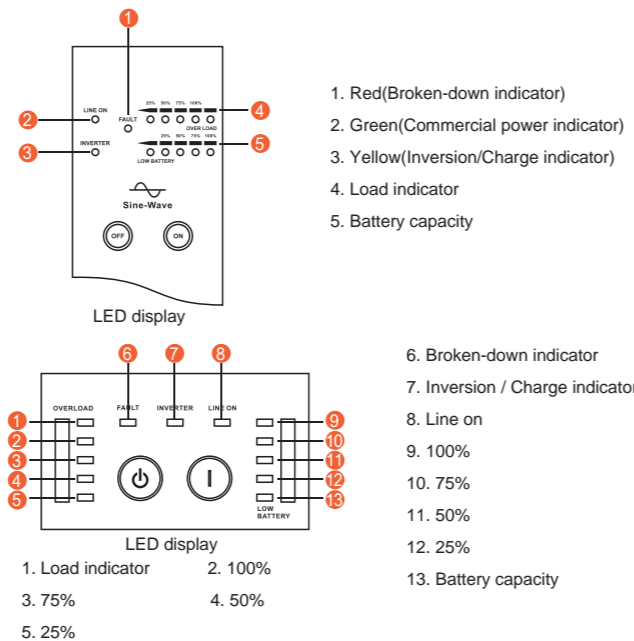 1
25% 50% 75% 100%
LINE ON
2
FAULT
4
OVER LOAD
INVERTER
3
25% 50% 75% 100%
5
LOW BATTERY
Sine-Wave
OFF
ON
LED display
1. Red(Broken-down indicator)
2. Green(Commercial power indicator)
3. Yellow(Inversion/Charge indicator)
4. Load indicator
5. Battery capacity
6 7 8
OVERLOAD FAULT INVERTER LINE ON
1
2
3
4
5
9
10
11
12
13
LOW
BATTERY
LED display
1. Load indicator 2. 100%
3. 75% 4. 50%
5. 25%
6. Broken-down indicator
7. Inversion / Charge indicator
8. Line on
9. 100%
10. 75%
11. 50%
12. 25%
13. Battery capacity